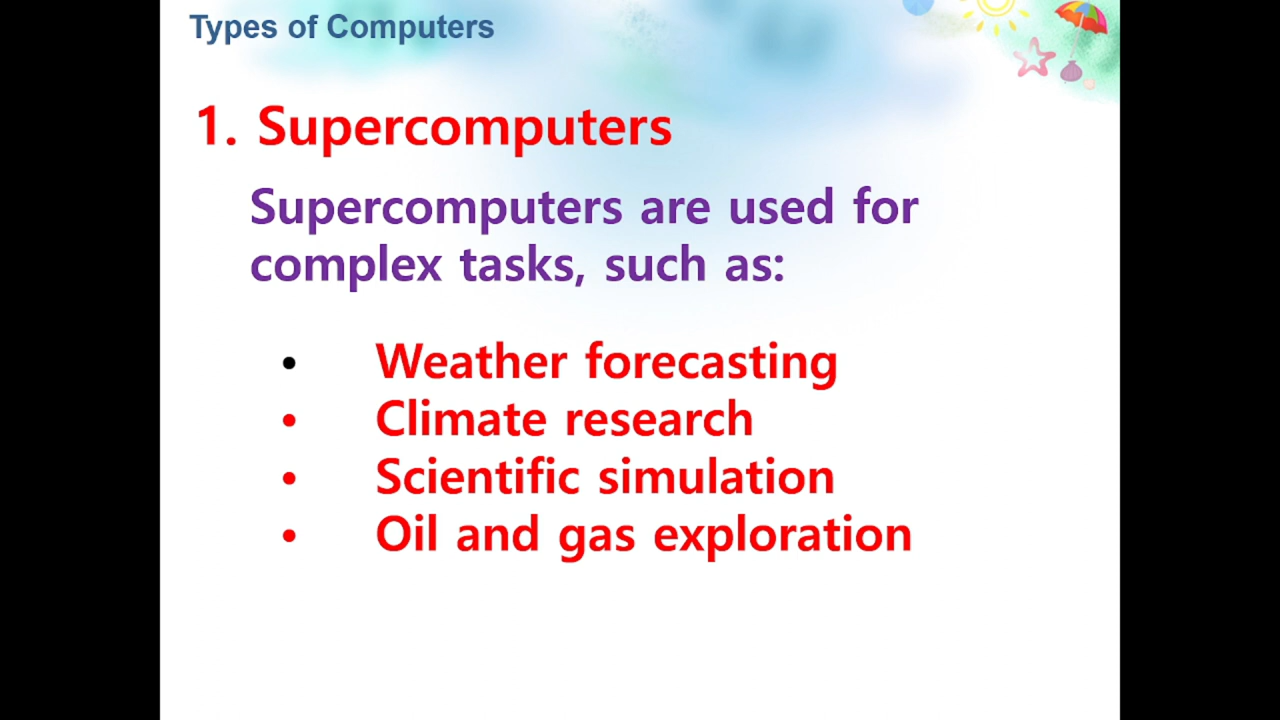 Types of Computers
1. Supercomputers
Supercomputers are used for
complex tasks, such as:
• Weather forecasting
• Climate research
• Scientific simulation
• Oil and gas exploration